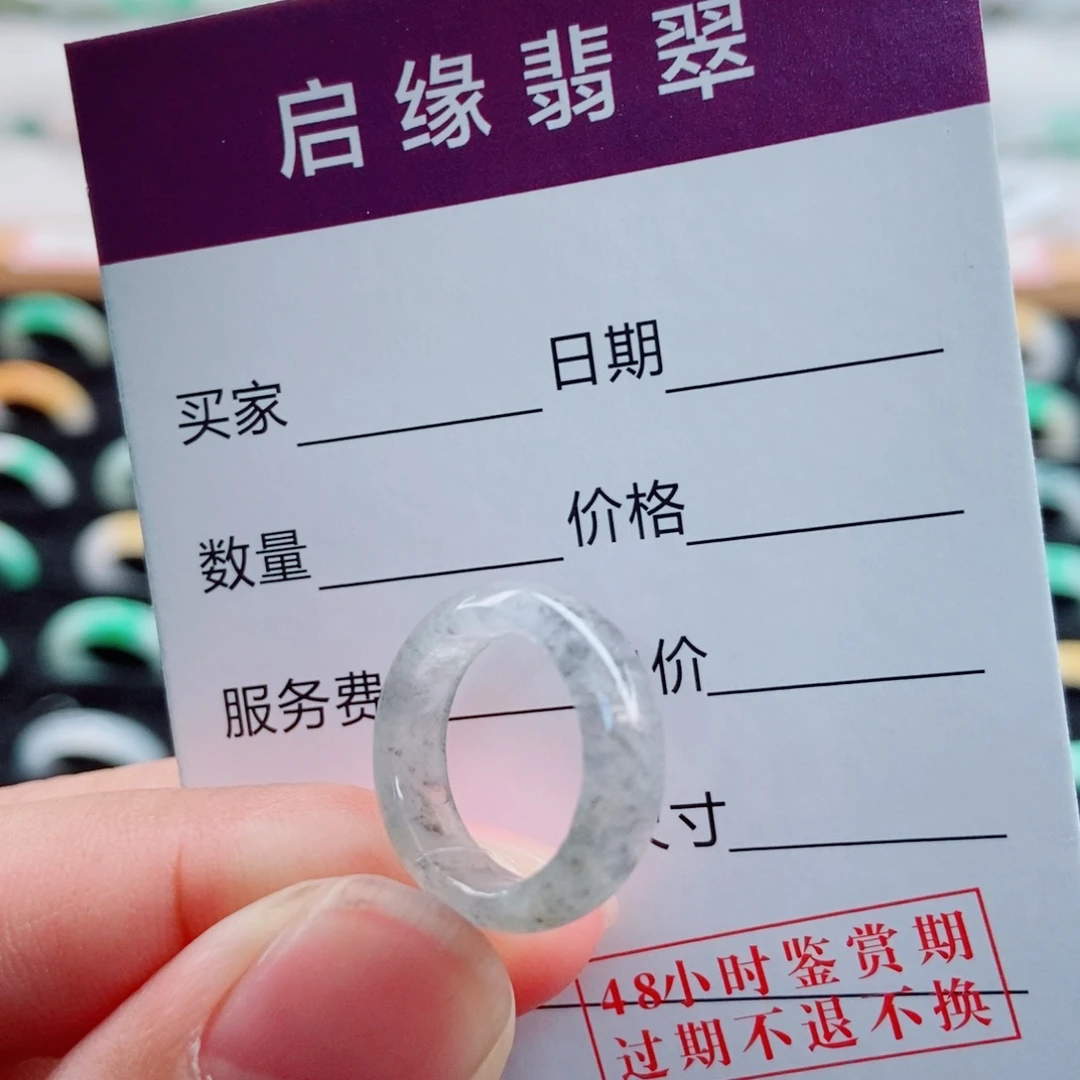 启缘翡翠
买家 日期
数量 价格
服务费 价
寸
48小时鉴赏期
过期不退不换